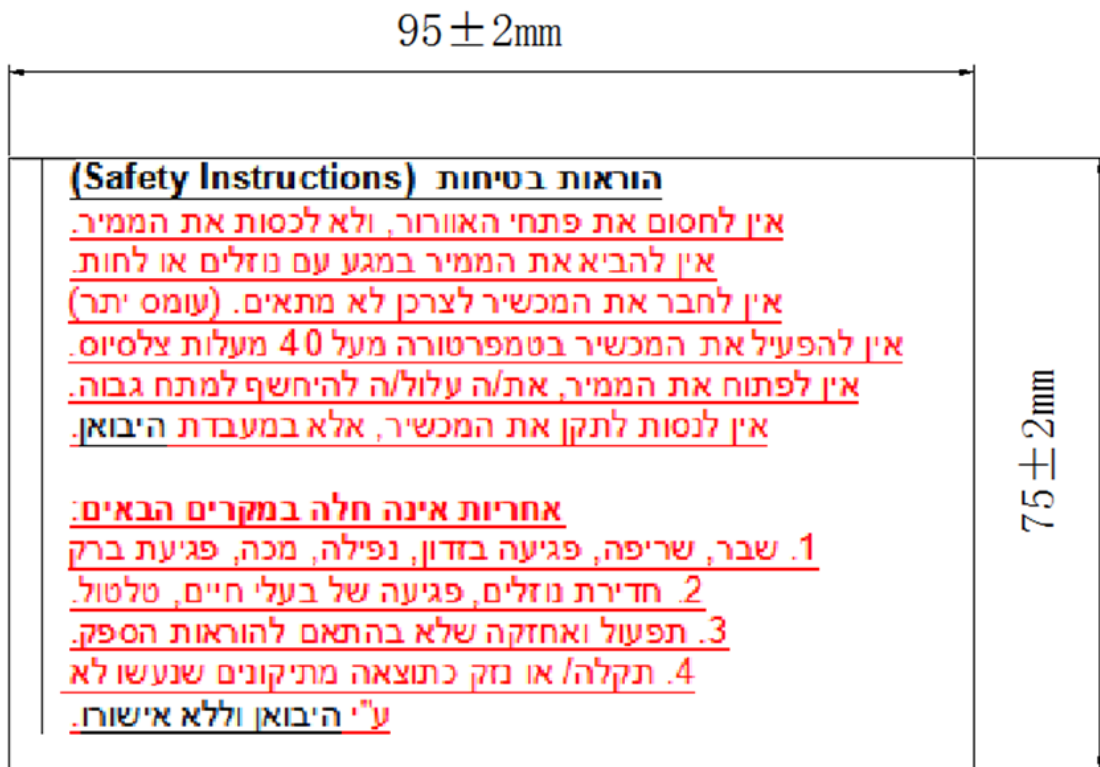 95±2mm
הוראות בטיחות (Safety Instructions)
אין לחסום את פתחי האוורור, ולא לכסות את הממיר.
אין להביא את הממיר במגע עם נוזלים או לחות.
אין לחבר את המכשיר לצרכן לא מתאים. (עומס יתר)
אין להפעיל את המכשיר בטמפרטורה מעל 40 מעלות צלסיוס.
אין לפתוח את הממיר, את/ה עלול/ה להיחשף למתח גבוה.
אין לנסות לתקן את המכשיר, אלא במעבדת היבואן.
אחריות אינה חלה במקרים הבאים:
1. שבר, שריפה, פגיעה בזדון, נפילה, מכה, פגיעת ברק
2. חדירת נוזלים, פגיעה של בעלי חיים, טלטול.
3. תפעול ואחזקה שלא בהתאם להוראות הספק.
4. תקלה/ או נזק כתוצאה מתיקונים שנעשו לא
ע"י היבואן וללא אישורו.
75±2mm